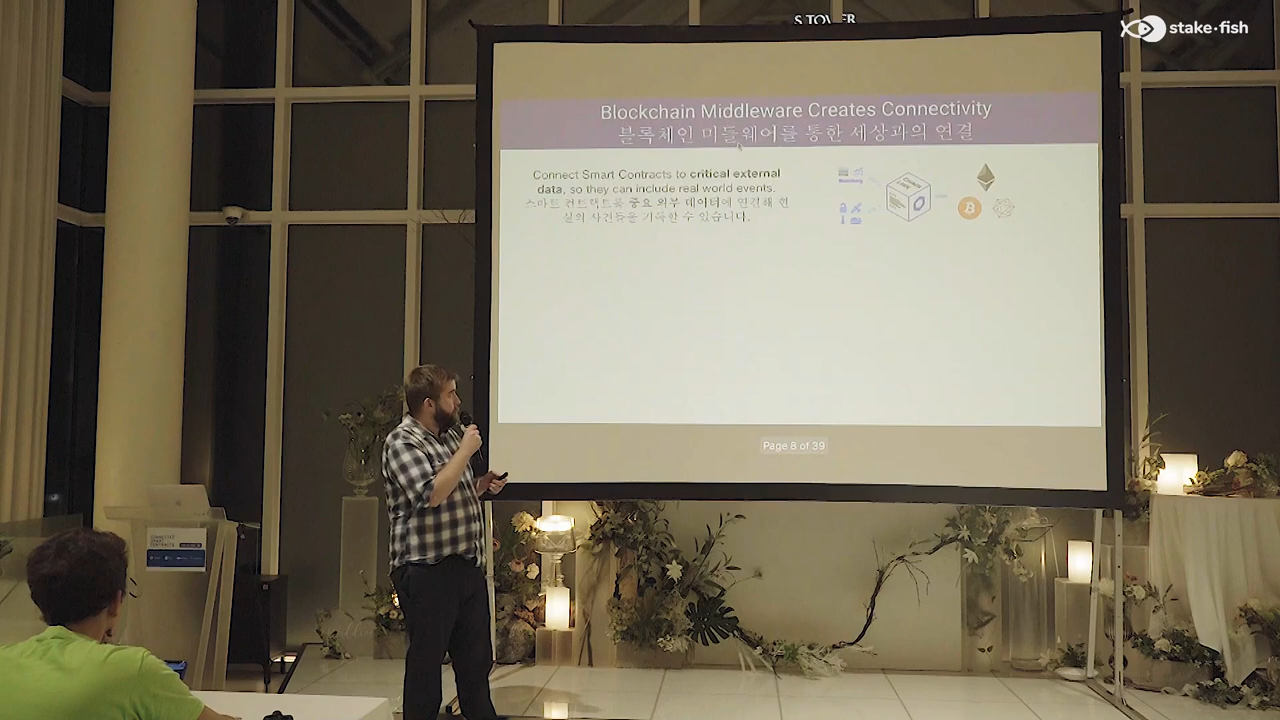 S TOWER
stake·fish
Blockchain Middleware Creates Connectivity
블록체인 미들웨어를 통한 세상과의 연결
Connect Smart Contracts to critical external
data, so they can include real world events.
스마트 컨트랙트를 중요 외부 데이터에 연결해 현
실의 사건들을 기록할 수 있습니다.
Page 8 of 39
CONNECTED
SMART
CONTRACTS